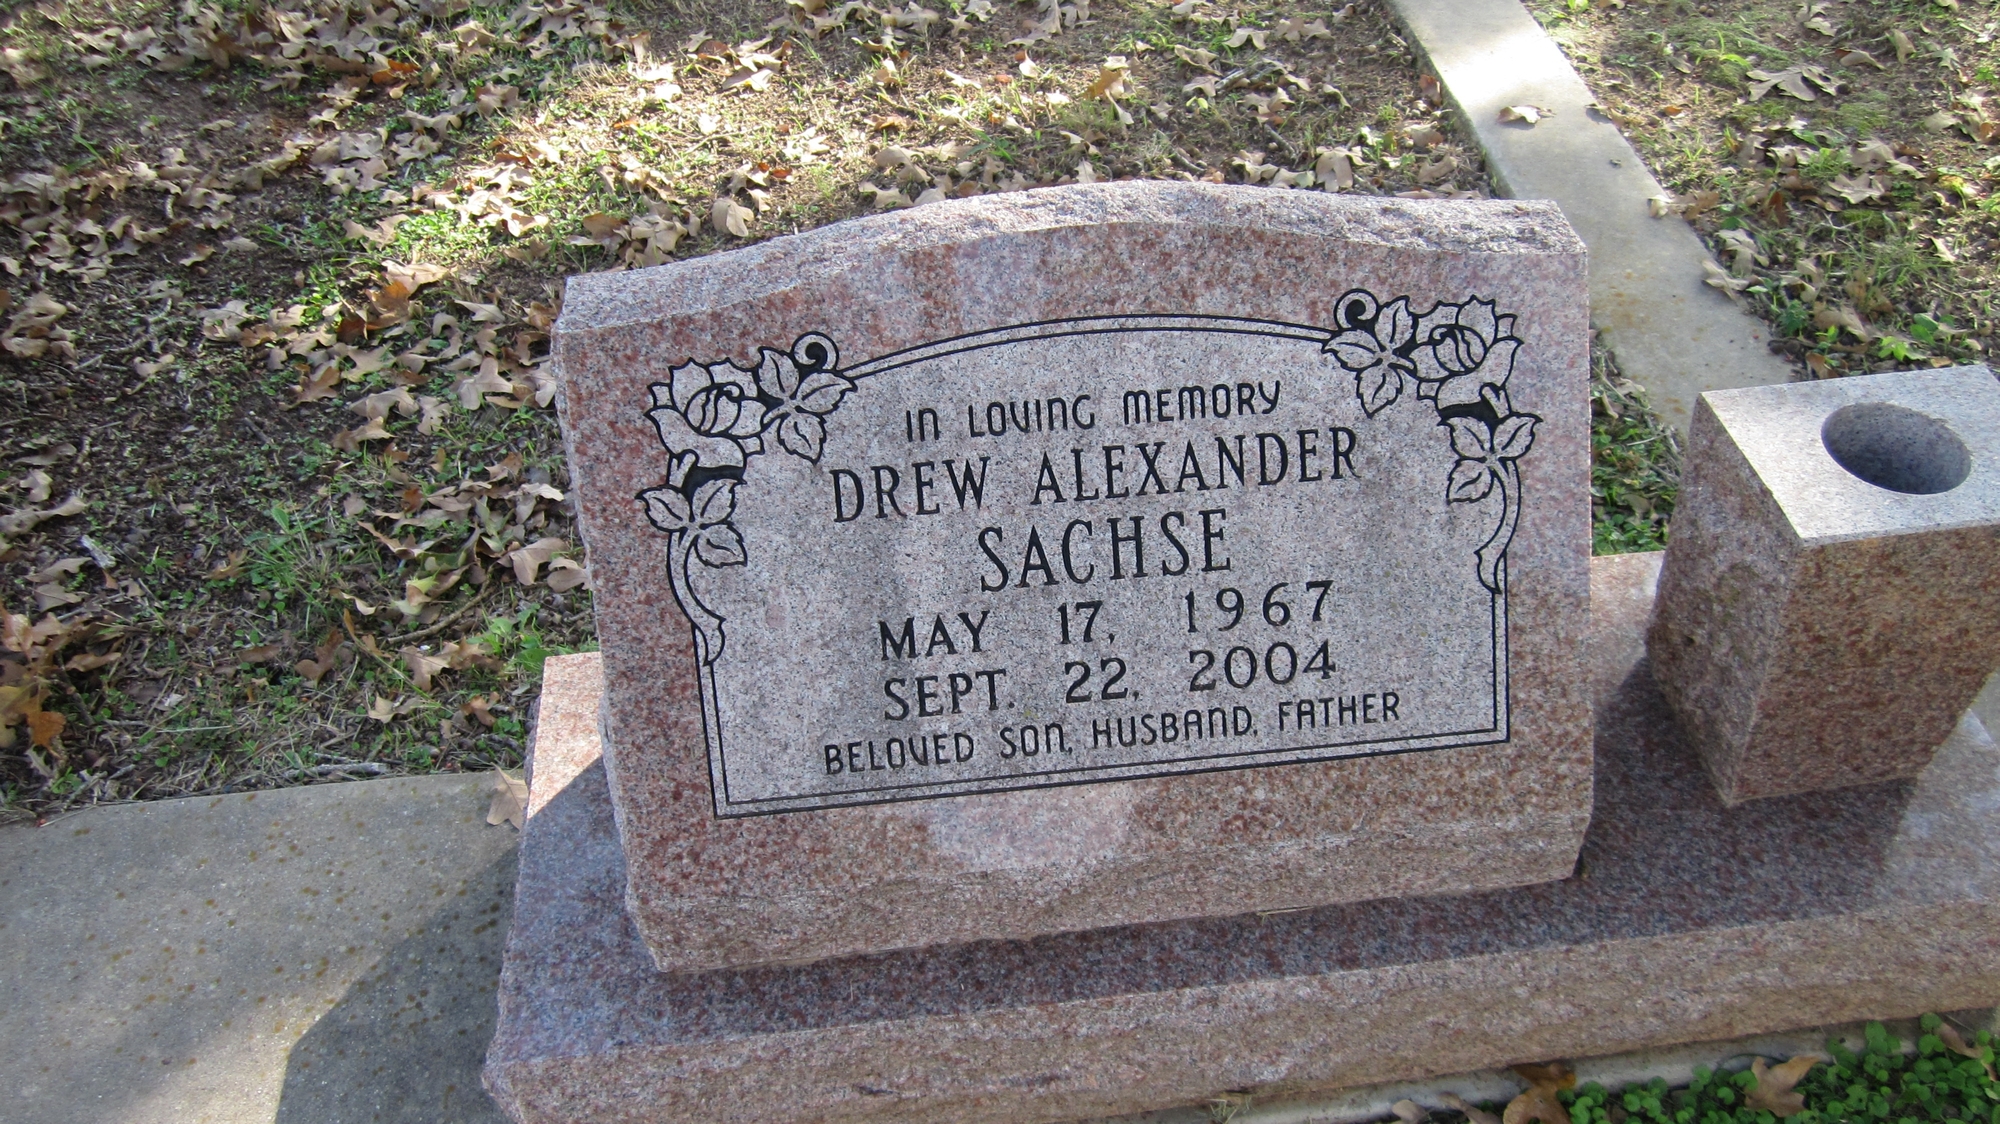 IN LOVING MEMORY
DREW ALEXANDER
SACHSE
MAY 17, 1967
SEPT. 22, 2004
BELOVED SON, HUSBAND, FATHER